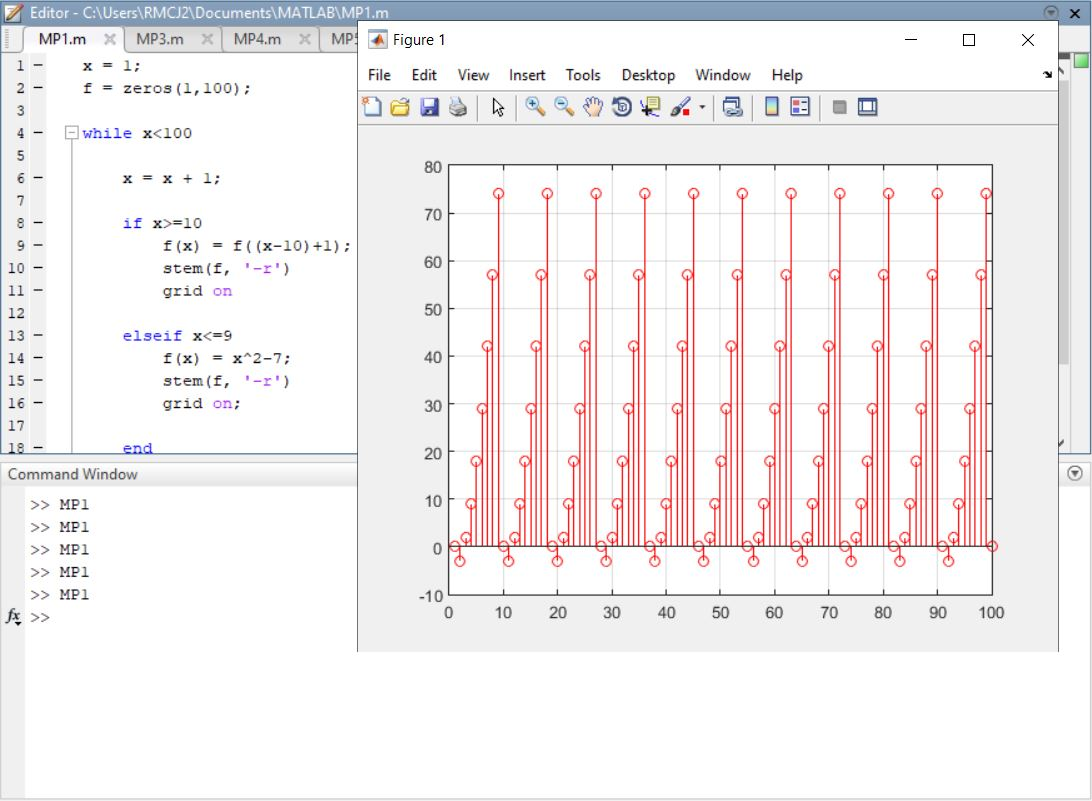 Editor - C:\Users\RMCJ2\Documents\MATLAB\MP1.m
MP1.m MP3.m MP4.m MP5
1 x = 1;
2 f = zeros(1,100);
3
4 while x<100
5
6 x = x + 1;
7
8 if x>=10
9 f(x) = f((x-10)+1);
10 stem(f, '-r')
11 grid on
12
13 elseif x<=9
14 f(x) = x^2-7;
15 stem(f, '-r')
16 grid on;
17
18 end
Figure 1
File Edit View Insert Tools Desktop Window Help
80
70
60
50
40
30
20
10
0
-10
0 10 20 30 40 50 60 70 80 90 100
Command Window
>> MP1
>> MP1
>> MP1
>> MP1
>> MP1
fx >>